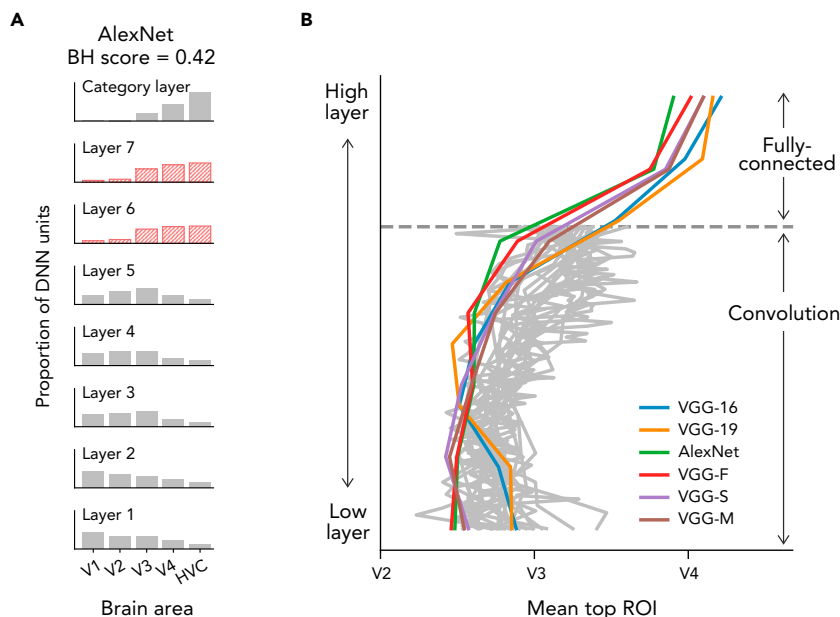 A
AlexNet
BH score = 0.42
Proportion of DNN units
Category layer
Layer 7
Layer 6
Layer 5
Layer 4
Layer 3
Layer 2
Layer 1
V1
V2
V3
V4
HVC
Brain area
B
High
layer
Low
layer
Fully-
connected
Convolution
VGG-16
VGG-19
AlexNet
VGG-F
VGG-S
VGG-M
V2
V3
V4
Mean top ROI